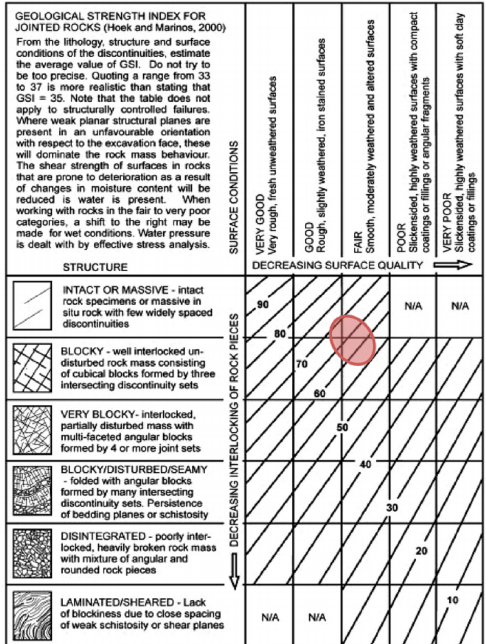 GEOLOGICAL STRENGTH INDEX FOR
JOINTED ROCKS (Hoek and Marinos, 2000)
From the lithology, structure and surface
conditions of the discontinuities, estimate
the average value of GSI. Do not try to
be too precise. Quoting a range from 33
to 37 is more realistic than stating that
GSI = 35. Note that the table does not
apply to structurally controlled failures.
Where weak planar structural planes are
present in an unfavourable orientation
with respect to the excavation face, these
will dominate the rock mass behaviour.
The shear strength of surfaces in rocks
that are prone to deterioration as a result
of changes in moisture content will be
reduced is water is present. When
working with rocks in the fair to very poor
categories, a shift to the right may be
made for wet conditions. Water pressure
is dealt with by effective stress analysis.
STRUCTURE
SURFACE CONDITIONS
VERY GOOD
Very rough, fresh unweathered surfaces
GOOD
Rough, slightly weathered, iron stained surfaces
FAIR
Smooth, moderately weathered and altered surfaces
POOR
Slickensided, highly weathered surfaces with compact
coatings or fillings or angular fragments
VERY POOR
Slickensided, highly weathered surfaces with soft clay
coatings or fillings
DECREASING SURFACE QUALITY
DECREASING INTERLOCKING OF ROCK PIECES
INTACT OR MASSIVE - intact
rock specimens or massive in
situ rock with few widely spaced
discontinuities
BLOCKY - well interlocked un-
disturbed rock mass consisting
of cubical blocks formed by three
intersecting discontinuity sets
VERY BLOCKY- interlocked,
partially disturbed mass with
multi-faceted angular blocks
formed by 4 or more joint sets
BLOCKY/DISTURBED/SEAMY
- folded with angular blocks
formed by many intersecting
discontinuity sets. Persistence
of bedding planes or schistosity
DISINTEGRATED - poorly inter-
locked, heavily broken rock mass
with mixture of angular and
rounded rock pieces
LAMINATED/SHEARED - Lack
of blockiness due to close spacing
of weak schistosity or shear planes
90
N/A
N/A
80
70
60
50
40
30
20
10
N/A
N/A